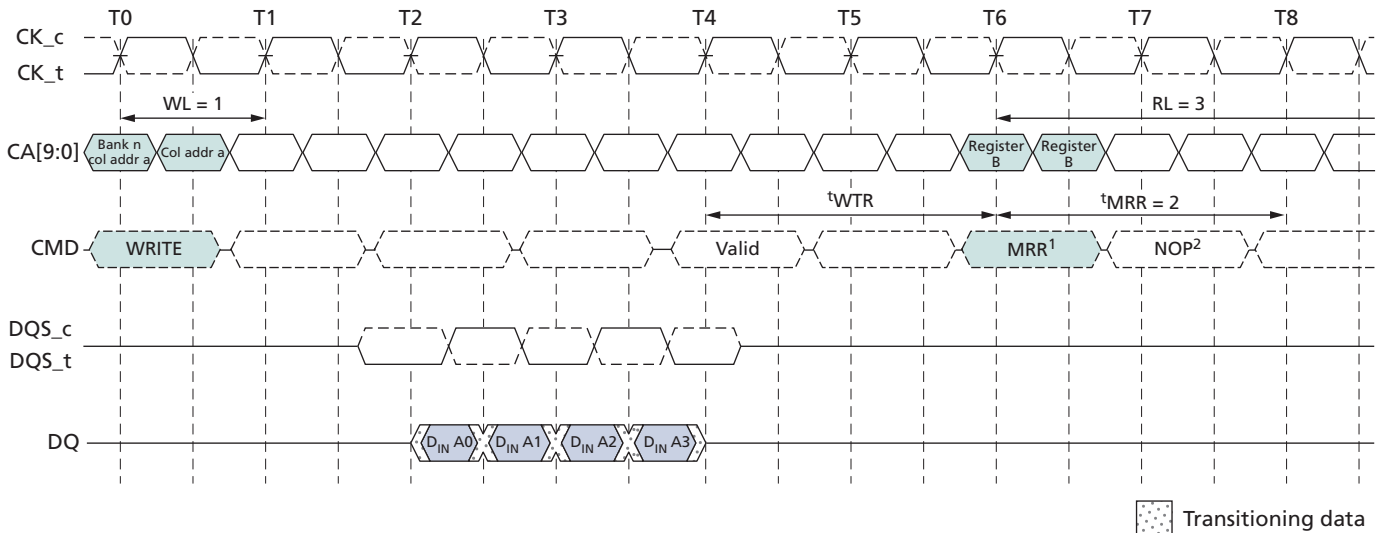 T0 T1 T2 T3 T4 T5 T6 T7 T8
CK_c
CK_t
WL = 1 RL = 3
CA[9:0] Bank n col addr a Col addr a Register B Register B
tWTR tMRR = 2
CMD WRITE Valid MRR1 NOP2
DQS_c
DQS_t
DQ DIN A0 DIN A1 DIN A2 DIN A3
Transitioning data